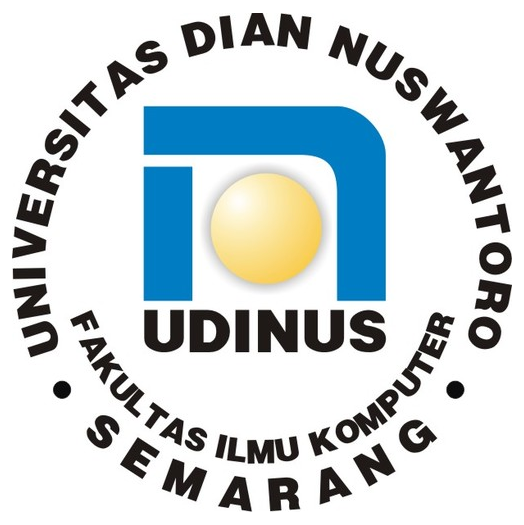 UNIVERSITAS DIAN NUSWANTORO
UDINUS
FAKULTAS ILMU KOMPUTER
SEMARANG